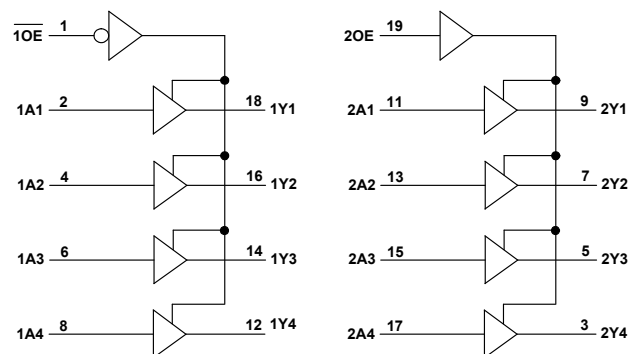 1OE 1
2 1A1 18 1Y1
4 1A2 16 1Y2
6 1A3 14 1Y3
8 1A4 12 1Y4
2OE 19
11 2A1 9 2Y1
13 2A2 7 2Y2
15 2A3 5 2Y3
17 2A4 3 2Y4